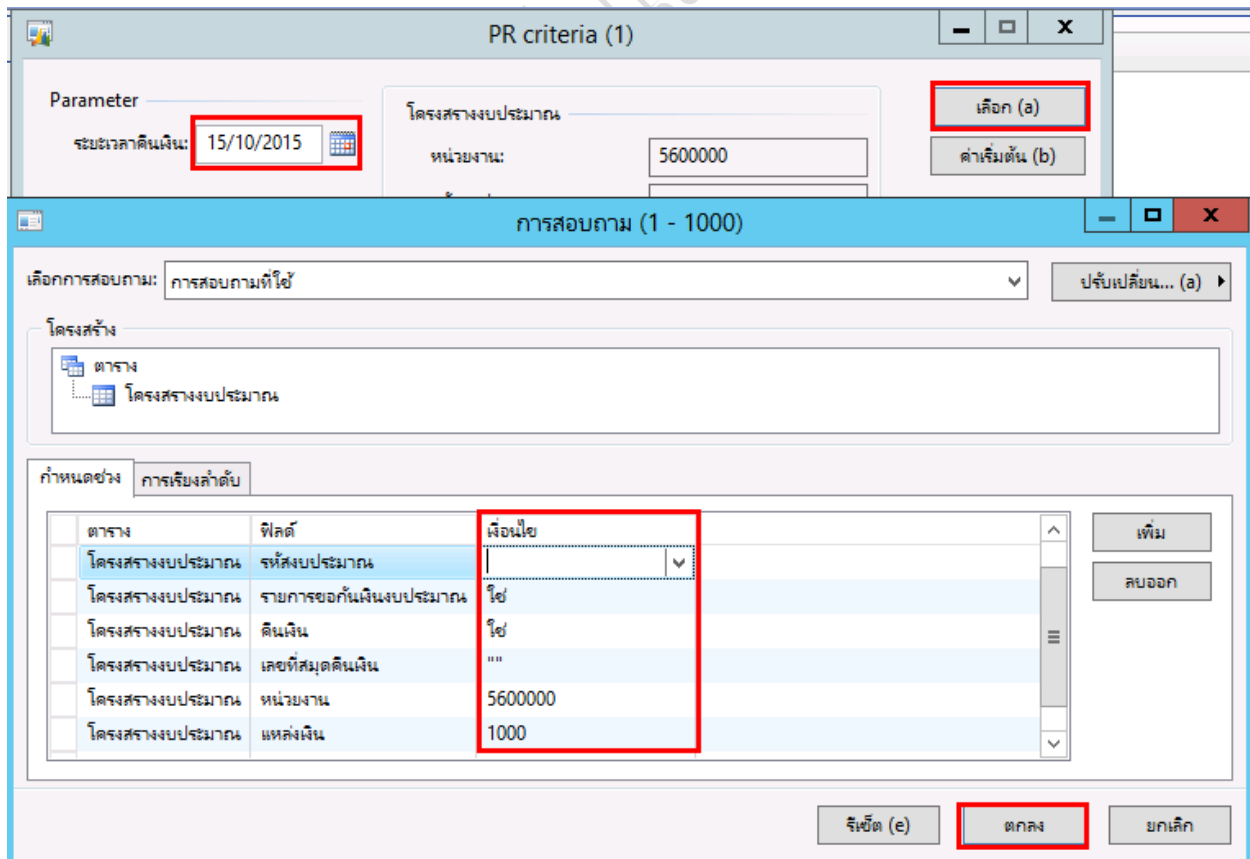 PR criteria (1)
Parameter
ระยะเวลาคืนเงิน: 15/10/2015
โครงสรางงบประมาณ
หน่วยงาน: 5600000
เลือก (a)
ค่าเริ่มต้น (b)
การสอบถาม (1 - 1000)
เลือกการสอบถาม: การสอบถามที่ใช้
ปรับเปลี่ยน... (a)
โครงสร้าง
ตาราง
โครงสรางงบประมาณ
กำหนดช่วง การเรียงลำดับ
ตาราง ฟิลด์ เงื่อนไข
โครงสรางงบประมาณ รหัสงบประมาณ
โครงสรางงบประมาณ รายการขอกันเงินงบประมาณ ใช่
โครงสรางงบประมาณ คืนเงิน ใช่
โครงสรางงบประมาณ เลขที่สมุดคืนเงิน ""
โครงสรางงบประมาณ หน่วยงาน 5600000
โครงสรางงบประมาณ แหล่งเงิน 1000
เพิ่ม
ลบออก
รีเซ็ต (e) ตกลง ยกเลิก